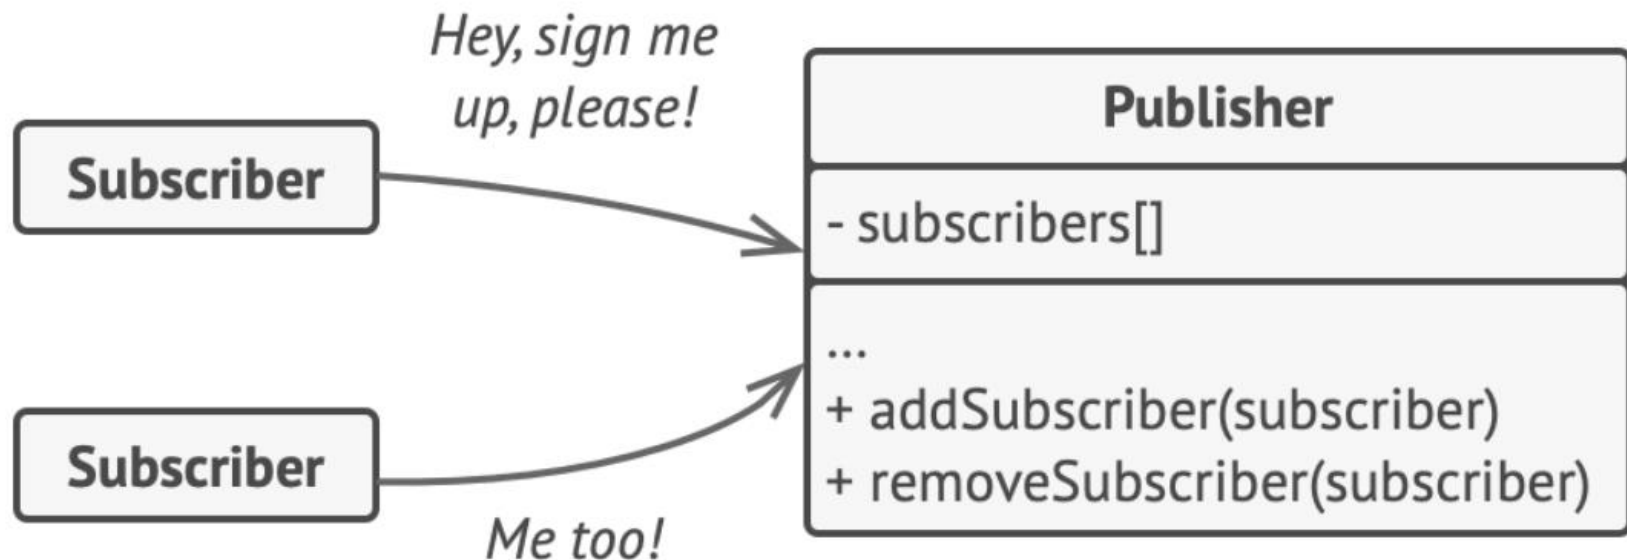 Hey, sign me
up, please!
Subscriber
Subscriber
Me too!
Publisher
- subscribers[]
...
+ addSubscriber(subscriber)
+ removeSubscriber(subscriber)